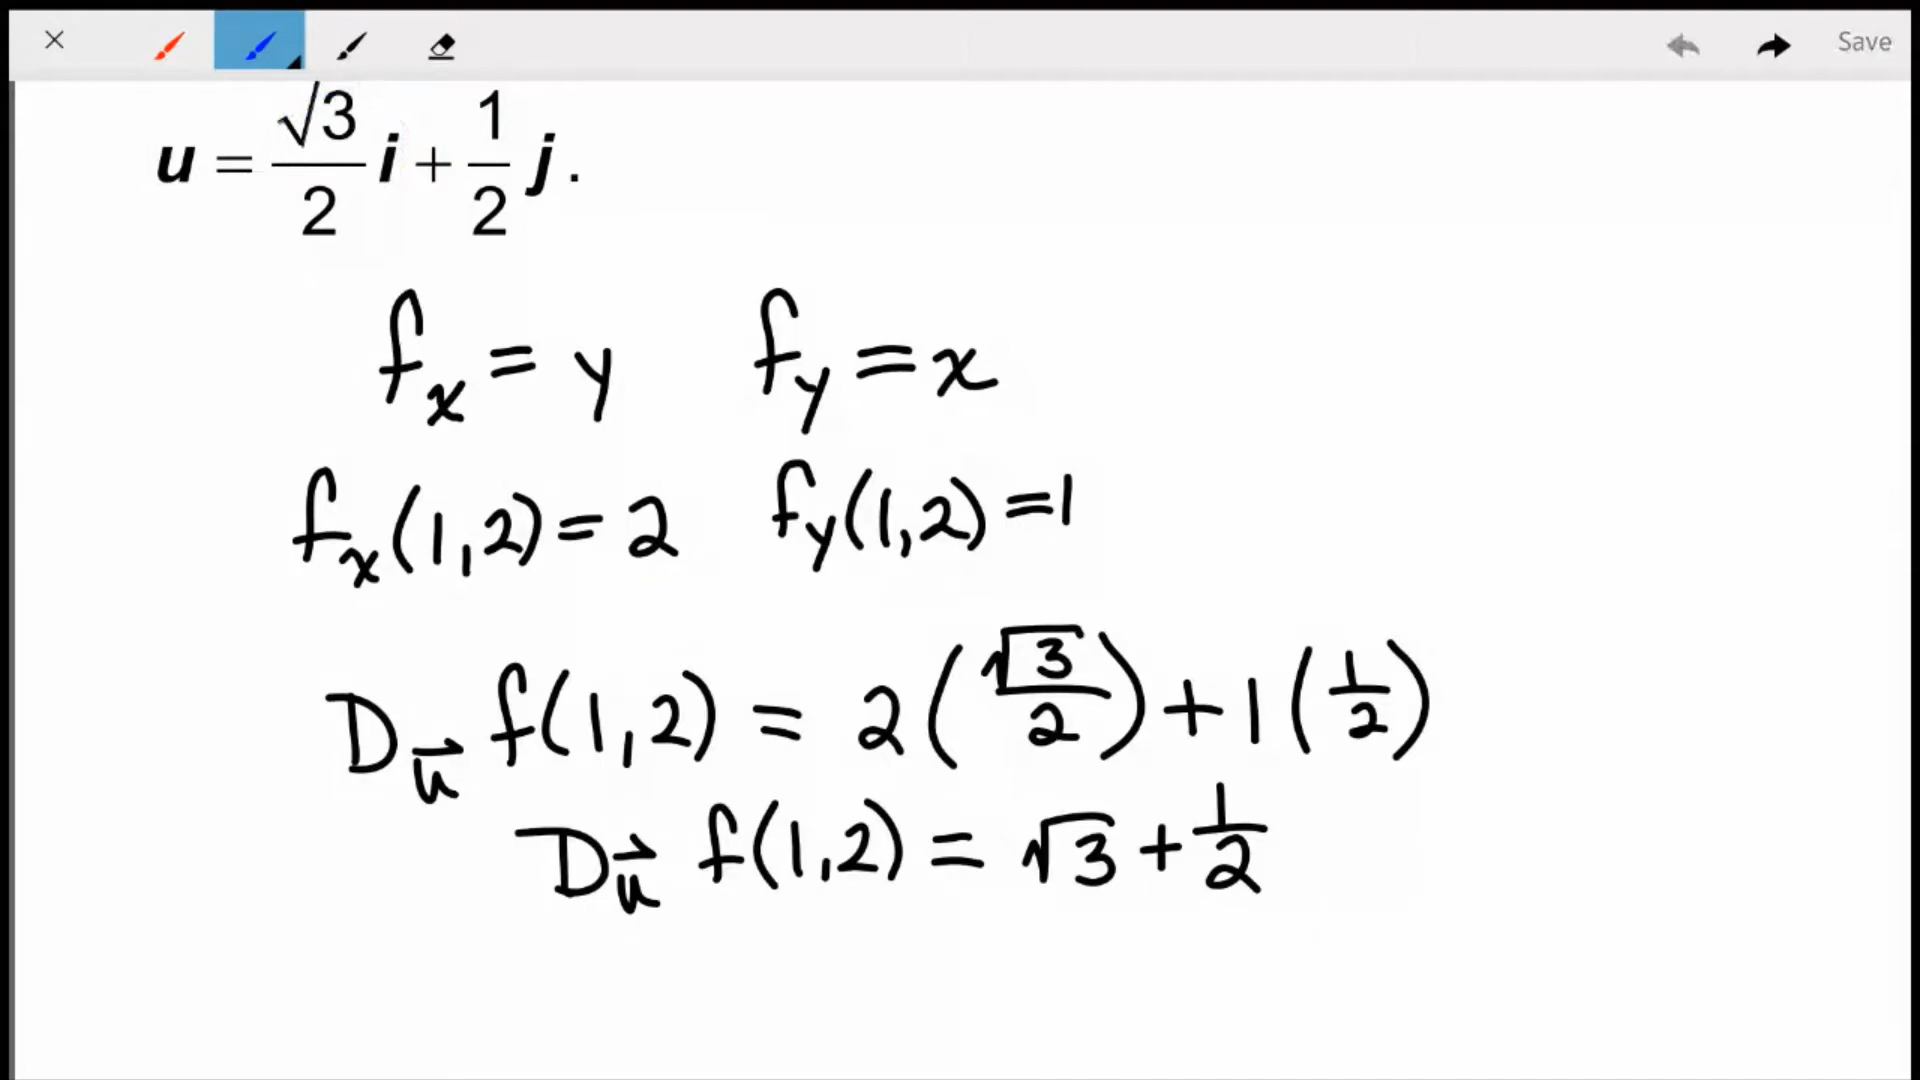 Save
u = √3/2 i + 1/2 j.
fx = y fy = x
fx(1,2) = 2 fy(1,2) = 1
Du⃗ f(1,2) = 2(√3/2) + 1(1/2)
Du⃗ f(1,2) = √3 + 1/2